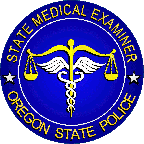 STATE MEDICAL EXAMINER
OREGON STATE POLICE